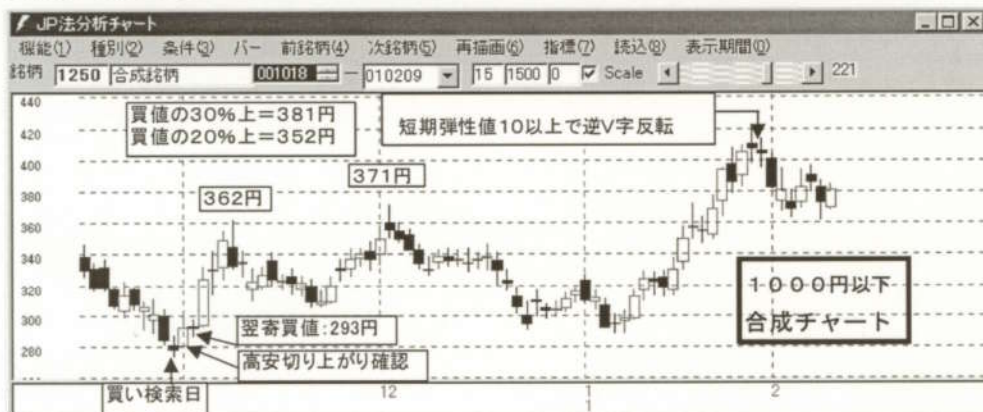 JP法分析チャート
機能(1) 種別(2) 条件(3) バー 前銘柄(4) 次銘柄(5) 再描画(6) 指標(7) 読込(8) 表示期間(0)
銘柄 1250 合成銘柄 001018 ー 010209 15 1500 0 Scale 221
440
420
400
380
360
340
320
300
280
買値の30%上=381円
買値の20%上=352円
短期弾性値10以上で逆V字反転
362円
371円
1000円以下
合成チャート
翌寄買値:293円
高安切り上がり確認
買い検索日
12
1
1
2